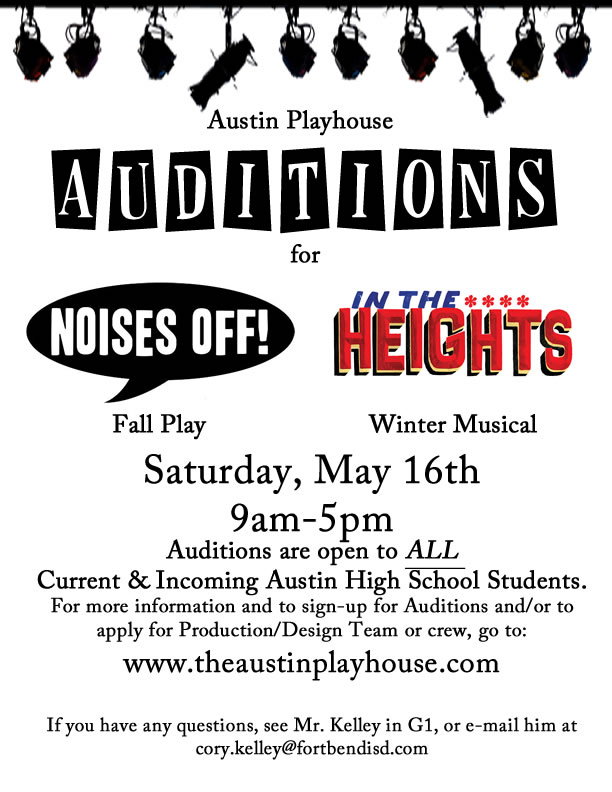 Austin Playhouse
AUDITIONS
for
NOISES OFF!
IN THE ****
HEIGHTS
Fall Play
Winter Musical
Saturday, May 16th
9am-5pm
Auditions are open to ALL
Current & Incoming Austin High School Students.
For more information and to sign-up for Auditions and/or to
apply for Production/Design Team or crew, go to:
www.theaustinplayhouse.com
If you have any questions, see Mr. Kelley in G1, or e-mail him at
cory.kelley@fortbendisd.com